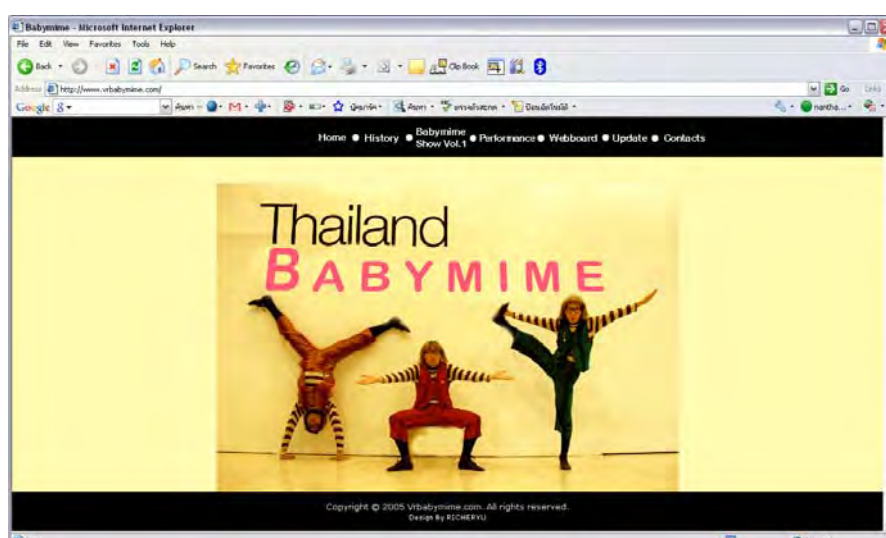 Babymime - Microsoft Internet Explorer
File Edit View Favorites Tools Help
Back Search Favorites Clip Book
Address http://www.vrbabymime.com/ Go Links
Google
Home History Babymime Show Vol.1 Performance Webboard Update Contacts
Thailand
BABYMIME
Copyright © 2005 Vrbabymime.com. All rights reserved.
Design By RICHERYU